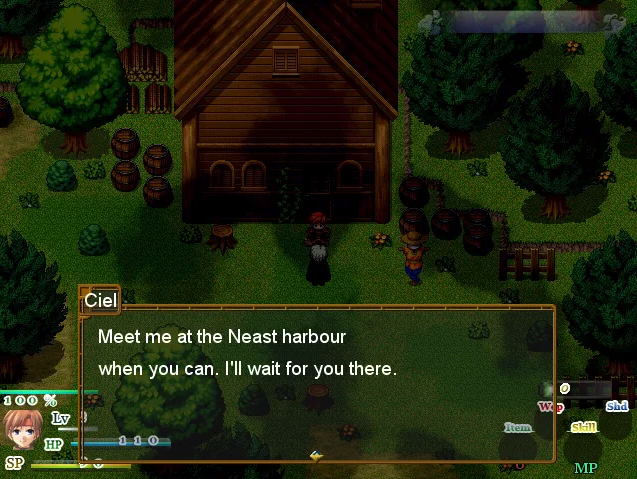 Ciel
Meet me at the Neast harbour
when you can. I'll wait for you there.
100 %
0
Lv
Wep
Shd
HP
110
Item
Skill
SP
MP